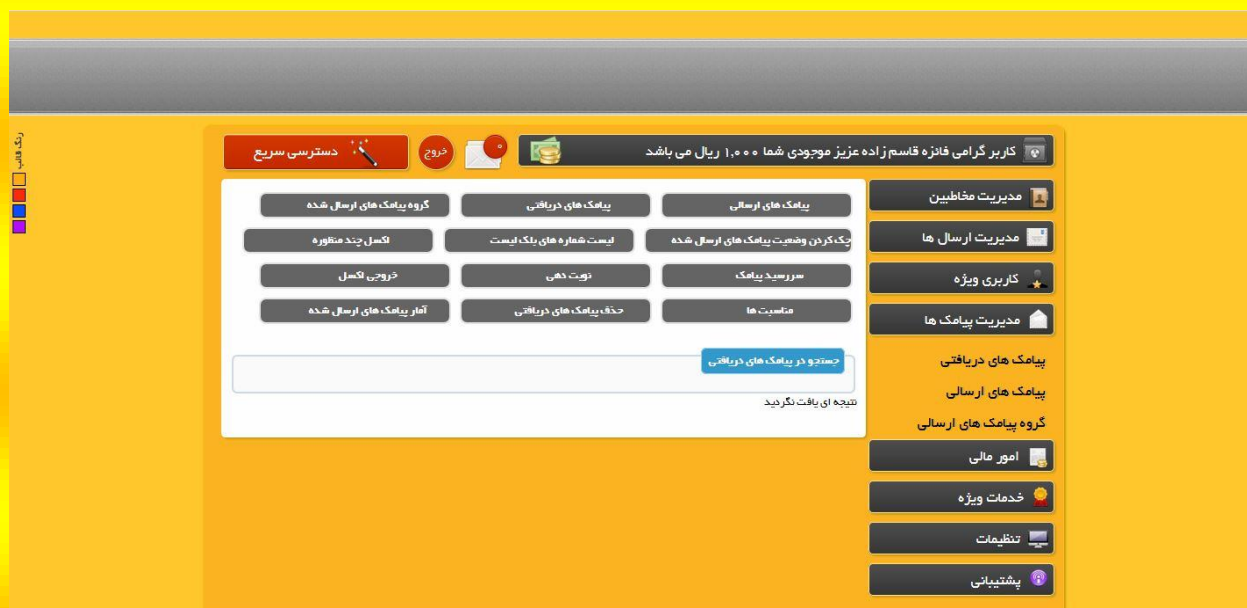 کاربر گرامی فائزه قاسم زاده عزیز موجودی شما ۱,۰۰۰ ریال می باشد
خروج
دسترسی سریع
رنگ قالب
مدیریت مخاطبین
مدیریت ارسال ها
کاربری ویژه
مدیریت پیامک ها
پیامک های دریافتی
پیامک های ارسالی
گروه پیامک های ارسالی
امور مالی
خدمات ویژه
تنظیمات
پشتیبانی
پیامک های ارسالی
پیامک های دریافتی
گروه پیامک های ارسال شده
چک کردن وضعیت پیامک های ارسال شده
لیست شماره های بلک لیست
اکسل چند منظوره
سررسید پیامک
نوبت دهی
خروجی اکسل
مناسبت ها
حذف پیامک های دریافتی
آمار پیامک های ارسال شده
جستجو در پیامک های دریافتی
نتیجه ای یافت نگردید